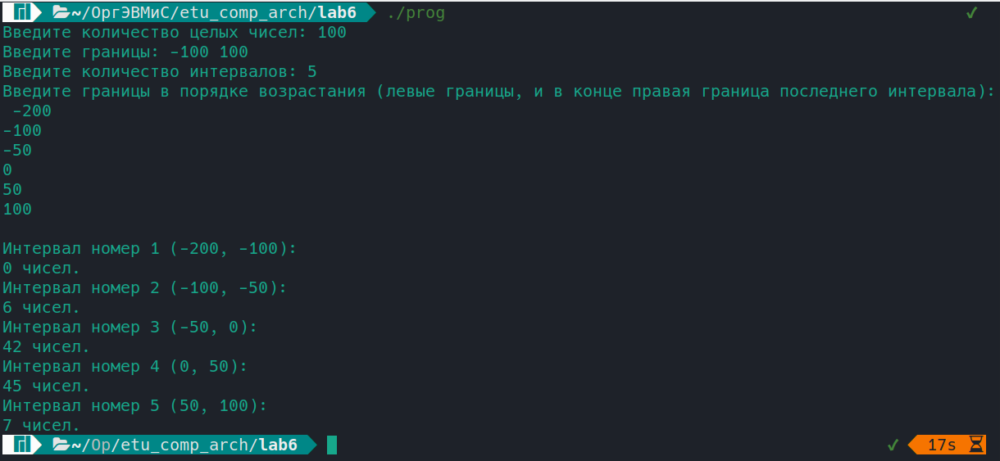 ~/ОргЭВМиС/etu_comp_arch/lab6 ./prog ✓
Введите количество целых чисел: 100
Введите границы: -100 100
Введите количество интервалов: 5
Введите границы в порядке возрастания (левые границы, и в конце правая граница последнего интервала):
-200
-100
-50
0
50
100
Интервал номер 1 (-200, -100):
0 чисел.
Интервал номер 2 (-100, -50):
6 чисел.
Интервал номер 3 (-50, 0):
42 чисел.
Интервал номер 4 (0, 50):
45 чисел.
Интервал номер 5 (50, 100):
7 чисел.
~/Ор/etu_comp_arch/lab6 ✓ 17s